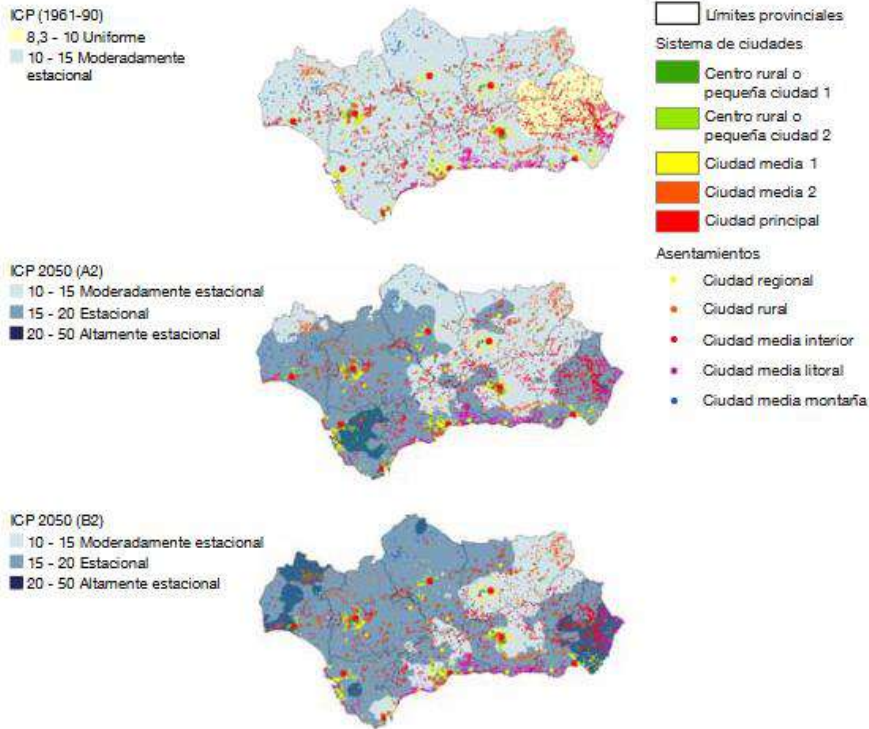 ICP (1961-90)
8,3 - 10 Uniforme
10 - 15 Moderadamente
estacional
Límites provinciales
Sistema de ciudades
Centro rural o
pequeña ciudad 1
Centro rural o
pequeña ciudad 2
Ciudad media 1
Ciudad media 2
Ciudad principal
Asentamientos
Ciudad regional
Ciudad rural
Ciudad media interior
Ciudad media litoral
Ciudad media montaña
ICP 2050 (A2)
10 - 15 Moderadamente estacional
15 - 20 Estacional
20 - 50 Altamente estacional
ICP 2050 (B2)
10 - 15 Moderadamente estacional
15 - 20 Estacional
20 - 50 Altamente estacional